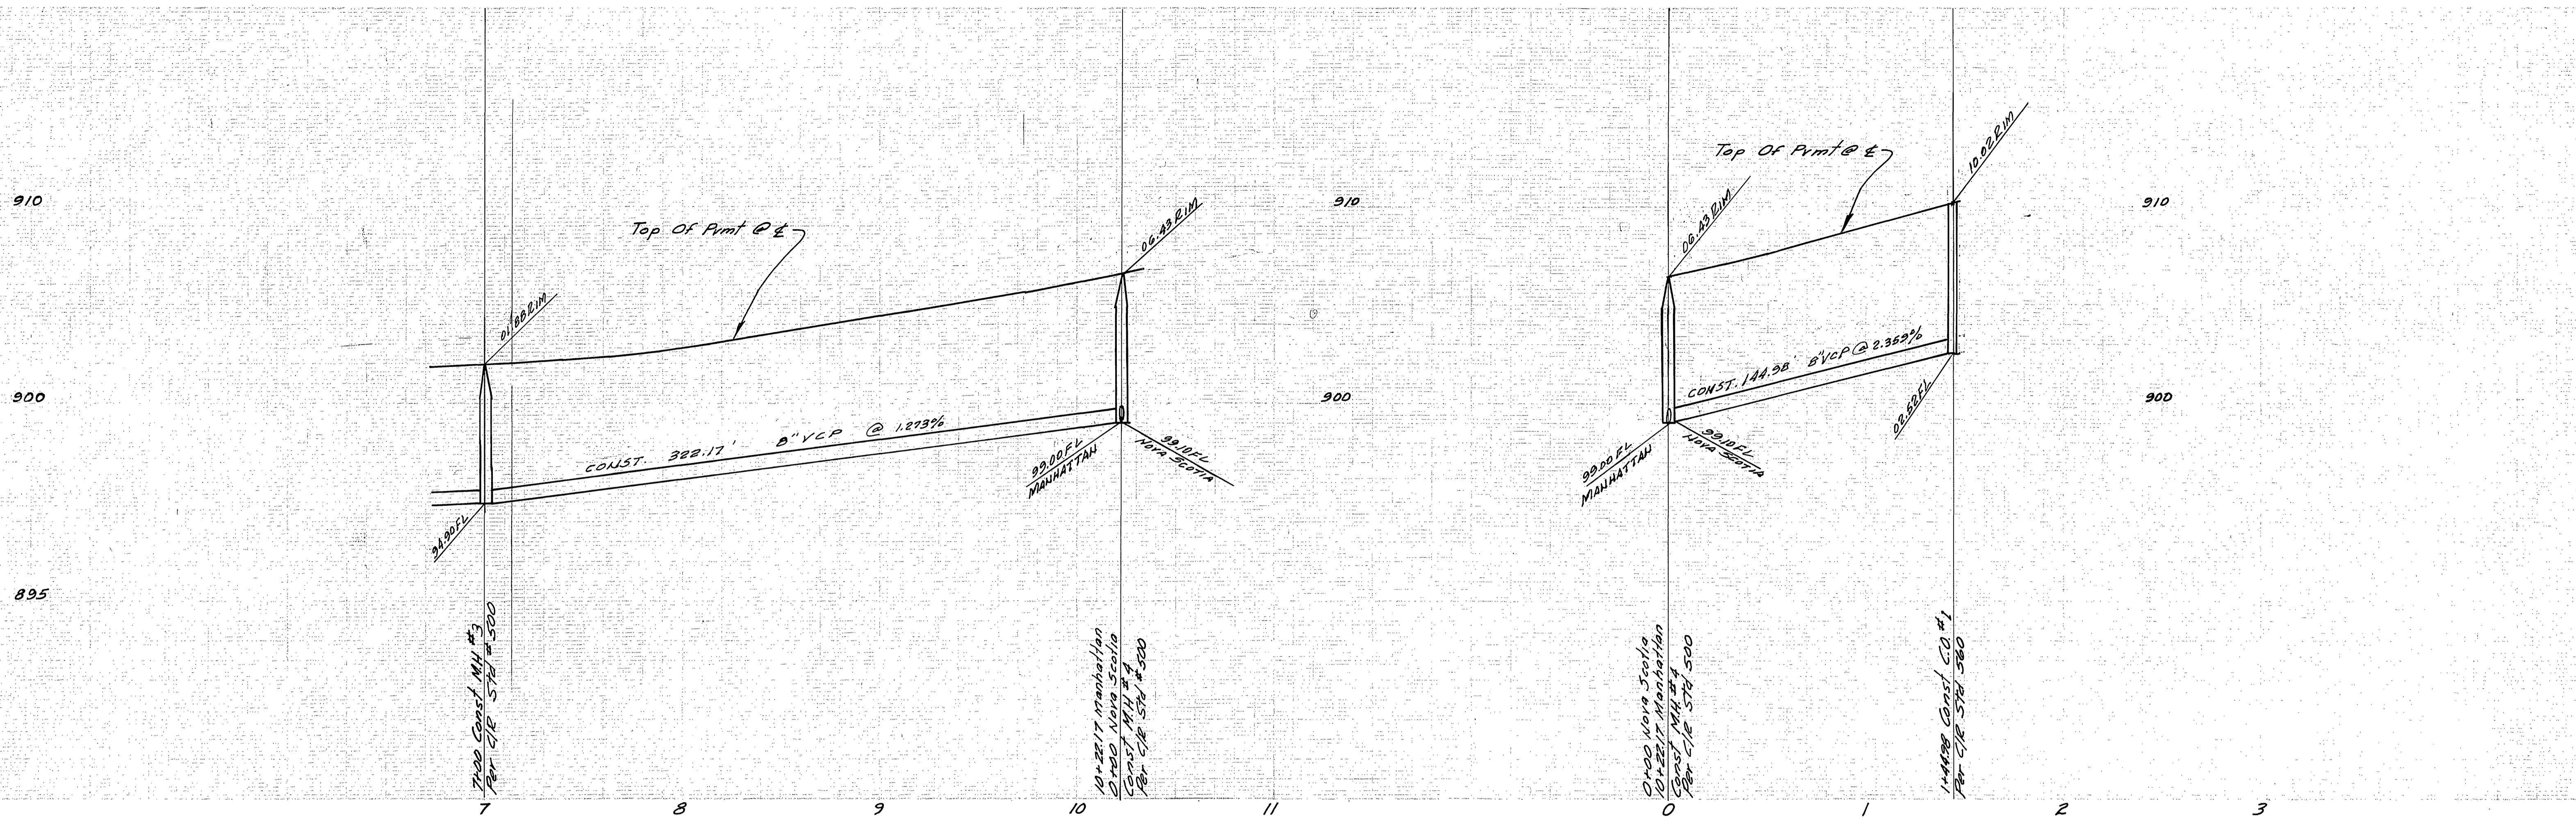 910
900
895
Top Of Pvmt @ ℄
01.88 RIM
06.43 RIM
CONST. 322.17' 8" VCP @ 1.273%
94.90 FL
99.00 FL
MANHATTAN
99.10 FL
NOVA SCOTIA
7+00 Const M.H #3
Per C/R Std # 500
10+22.17 Manhattan
0+00 Nova Scotia
Const M.H # 4
Per C/R Std # 500
7
8
9
10
11
910
900
Top Of Pvmt @ ℄
06.43 RIM
10.02 RIM
CONST. 144.98' 8" VCP @ 2.359%
99.00 FL
MANHATTAN
99.10 FL
NOVA SCOTIA
02.52 FL
0+00 Nova Scotia
10+22.17 Manhattan
Const M.H. # 4
Per C/R Std 500
1+44.98 Const C.O. #1
Per C/R Std 560
910
900
0
1
2
3